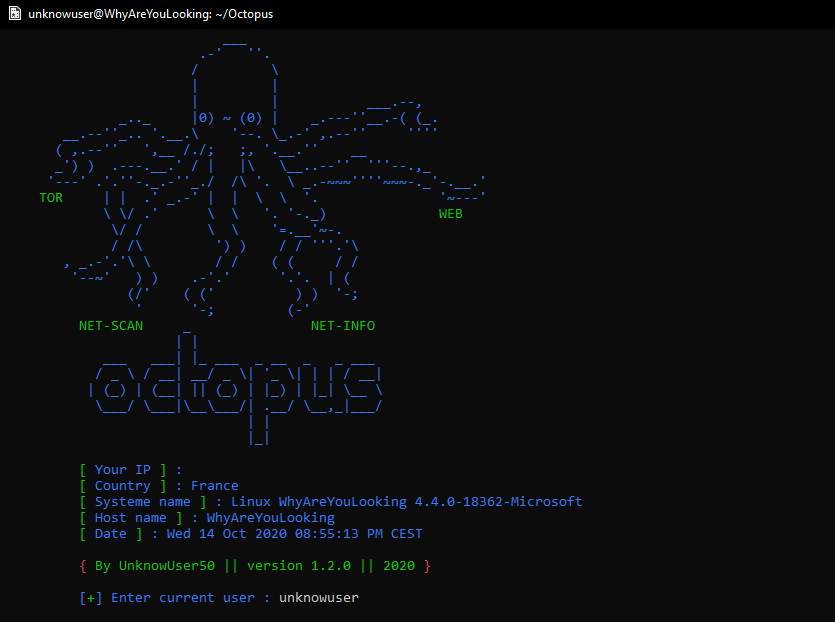 unknowuser@WhyAreYouLooking: ~/Octopus
TOR
WEB
NET-SCAN
NET-INFO
octopus
[ Your IP ] :
[ Country ] : France
[ Systeme name ] : Linux WhyAreYouLooking 4.4.0-18362-Microsoft
[ Host name ] : WhyAreYouLooking
[ Date ] : Wed 14 Oct 2020 08:55:13 PM CEST
{ By UnknowUser50 || version 1.2.0 || 2020 }
[+] Enter current user : unknowuser